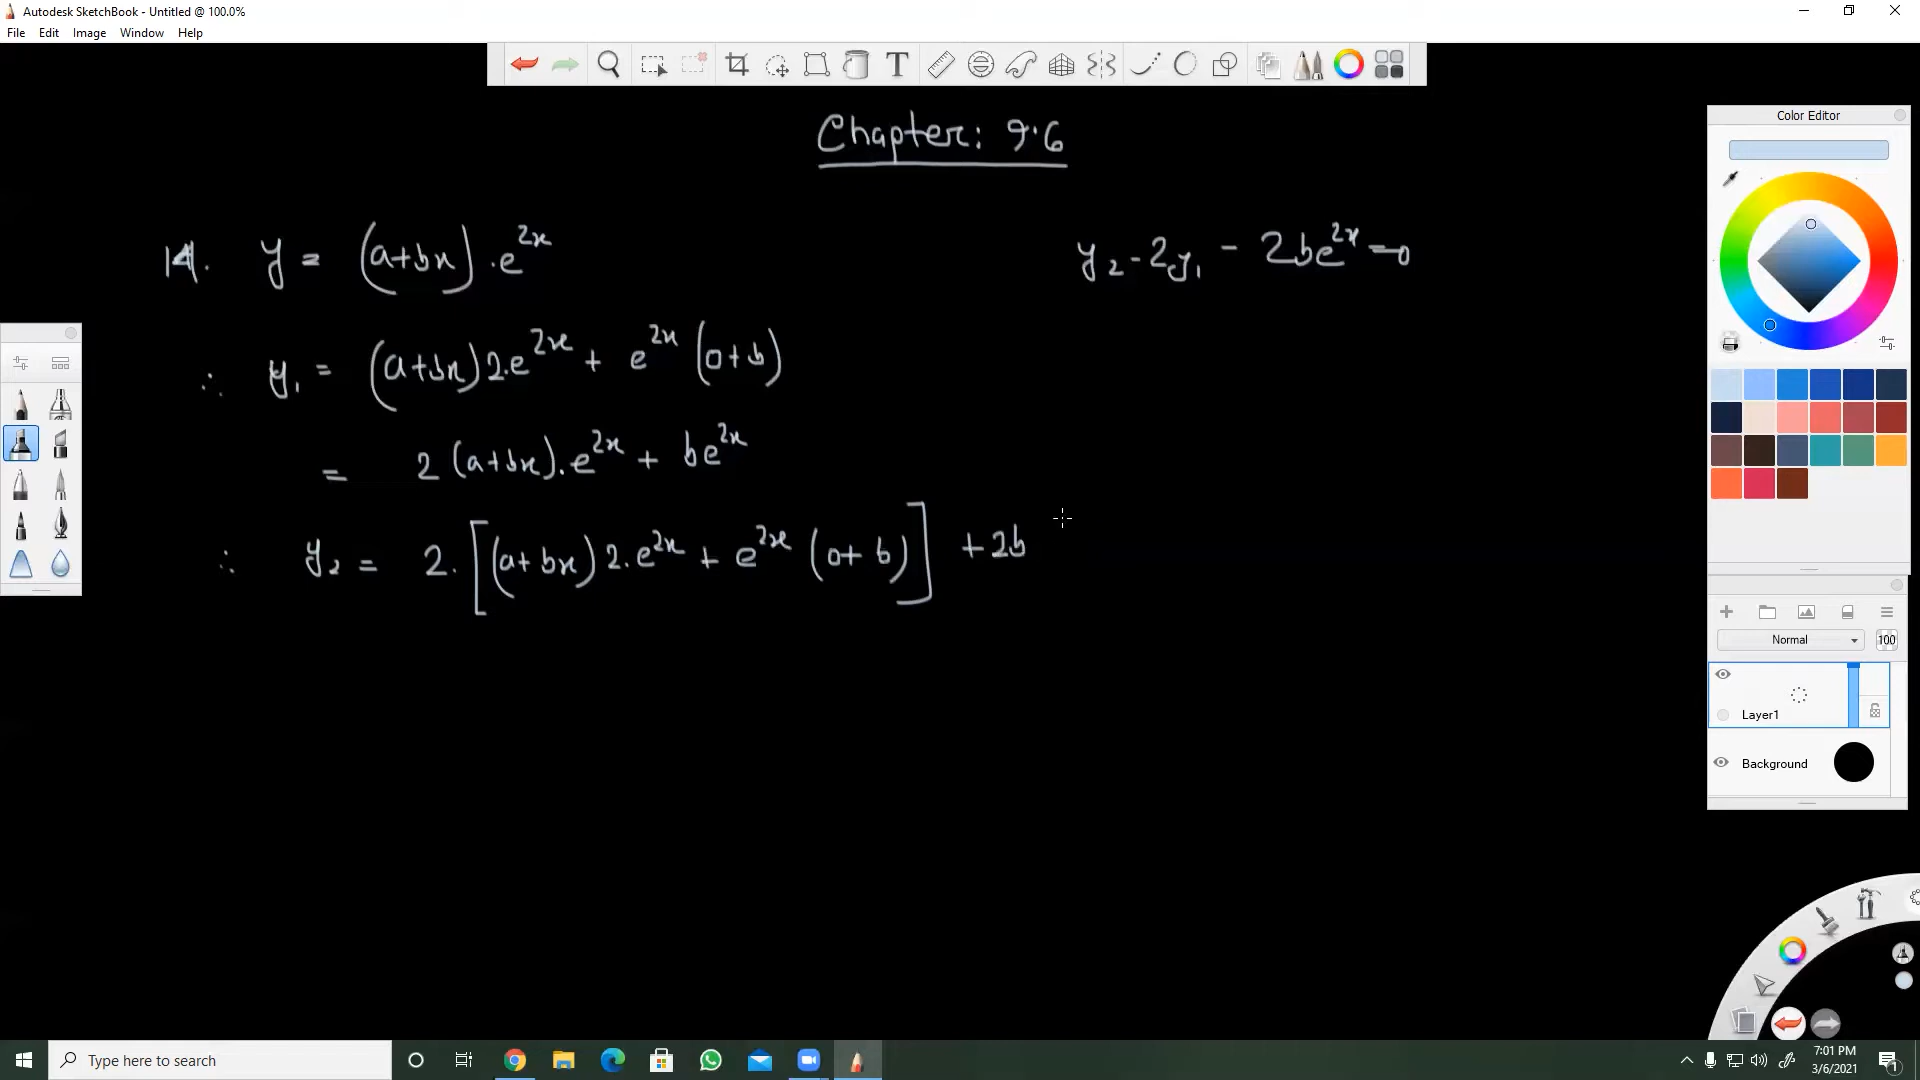 Autodesk SketchBook - Untitled @ 100.0%
File Edit Image Window Help
Chapter: 9.6
14. y = (a+bx).e^2x
y₂ - 2y₁ - 2be^2x = 0
∴ y₁ = (a+bx)2.e^2x + e^2x (0+b)
= 2(a+bx).e^2x + be^2x
∴ y₂ = 2.[(a+bx)2.e^2x + e^2x (0+b)] + 2b
Color Editor
Normal 100
Layer1
Background
Type here to search
7:01 PM
3/6/2021
1